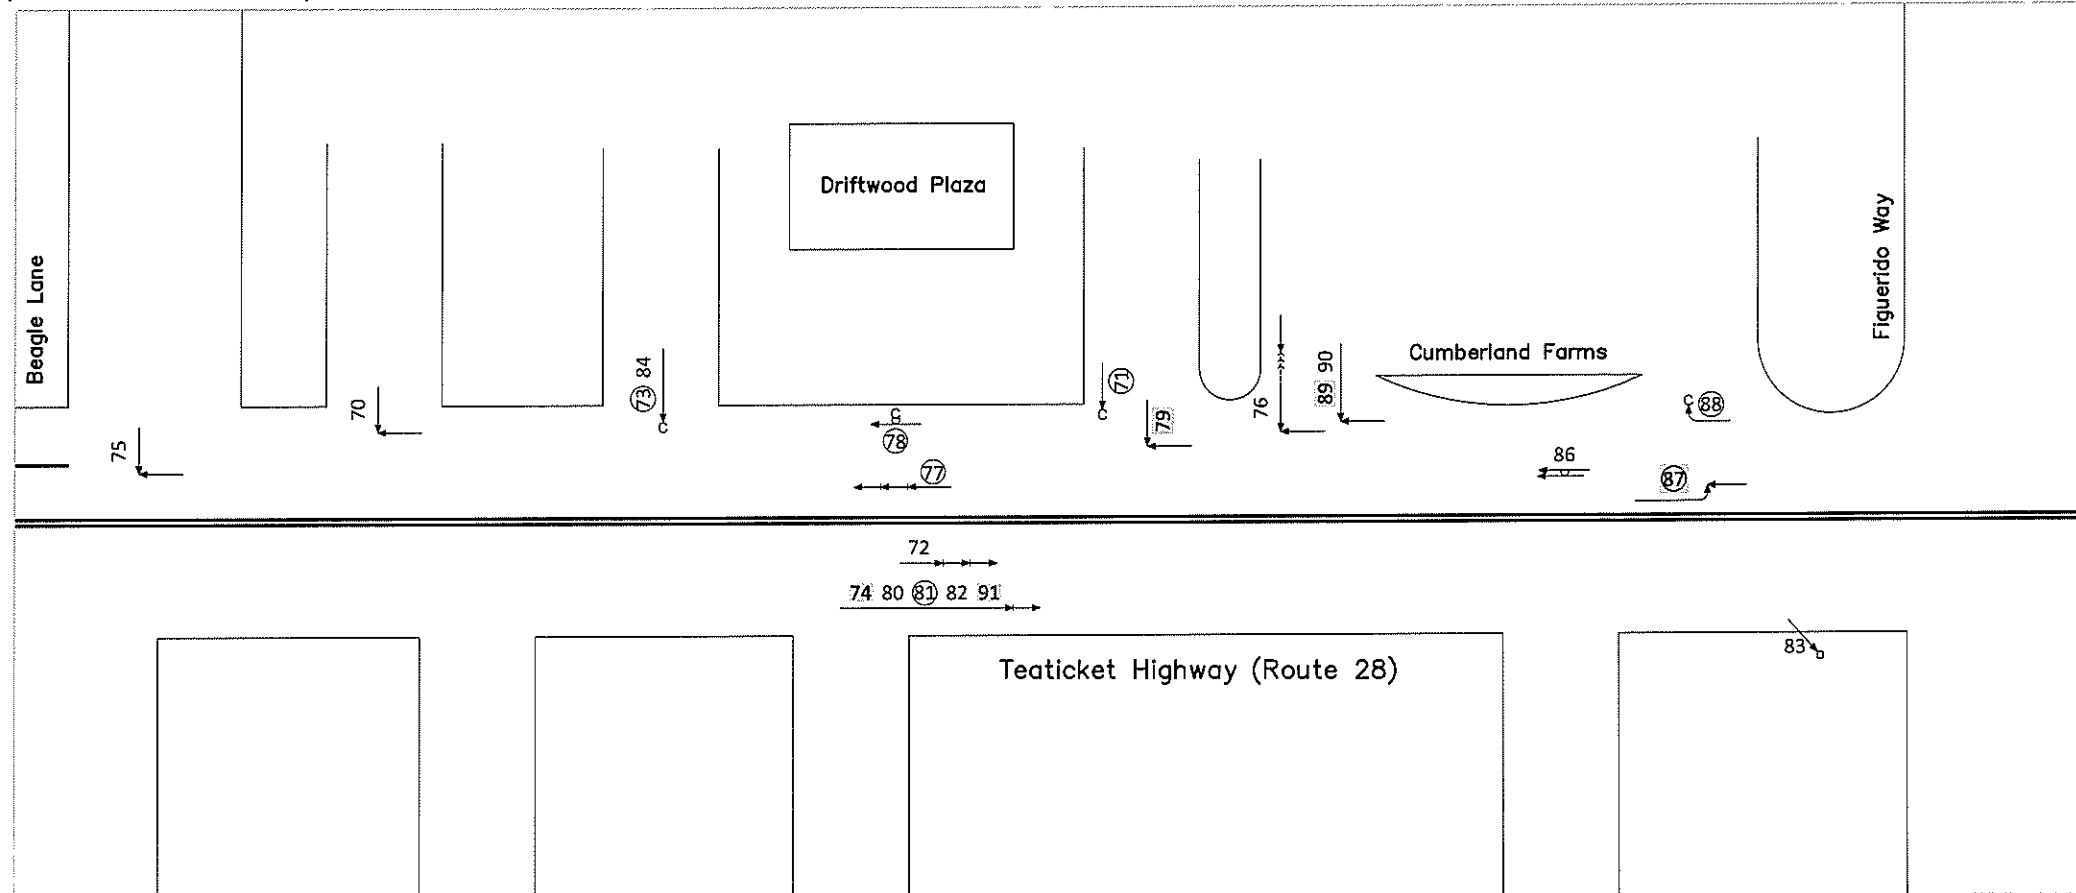 Driftwood Plaza
Beagle Lane
Figuerido Way
Cumberland Farms
75
70
73 84
71
79
76
89 90
88
78
77
86
87
72
74 80 81 82 91
83
Teaticket Highway (Route 28)
C
C
C
C